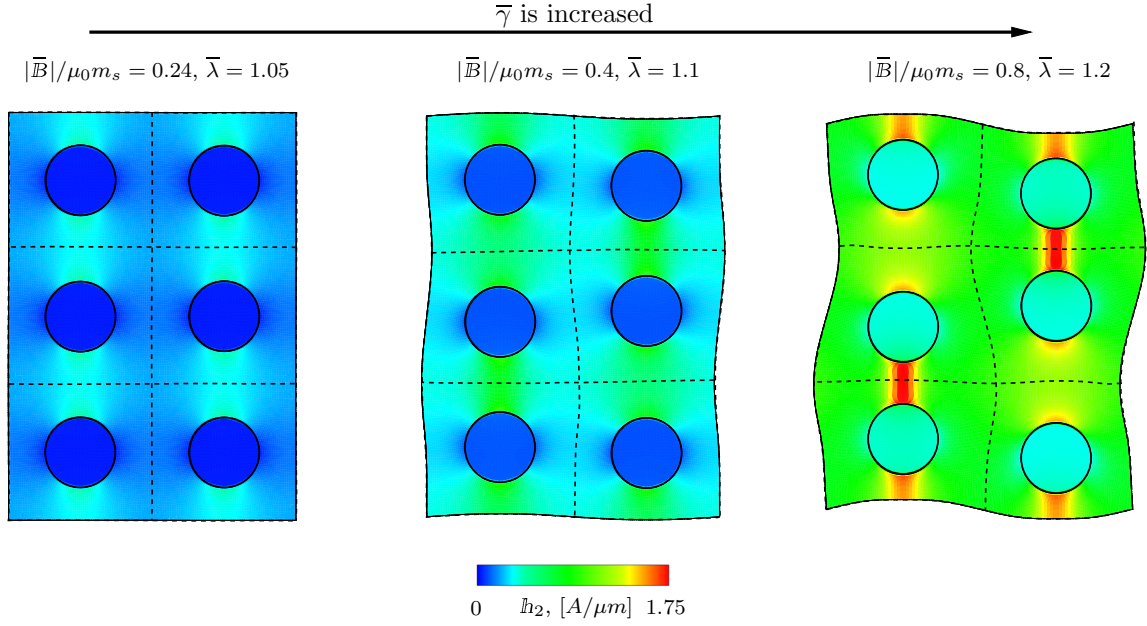 γ̅ is increased
|𝔹̅|/μ₀mₛ = 0.24, λ̅ = 1.05
|𝔹̅|/μ₀mₛ = 0.4, λ̅ = 1.1
|𝔹̅|/μ₀mₛ = 0.8, λ̅ = 1.2
0 𝕙₂, [A/μm] 1.75